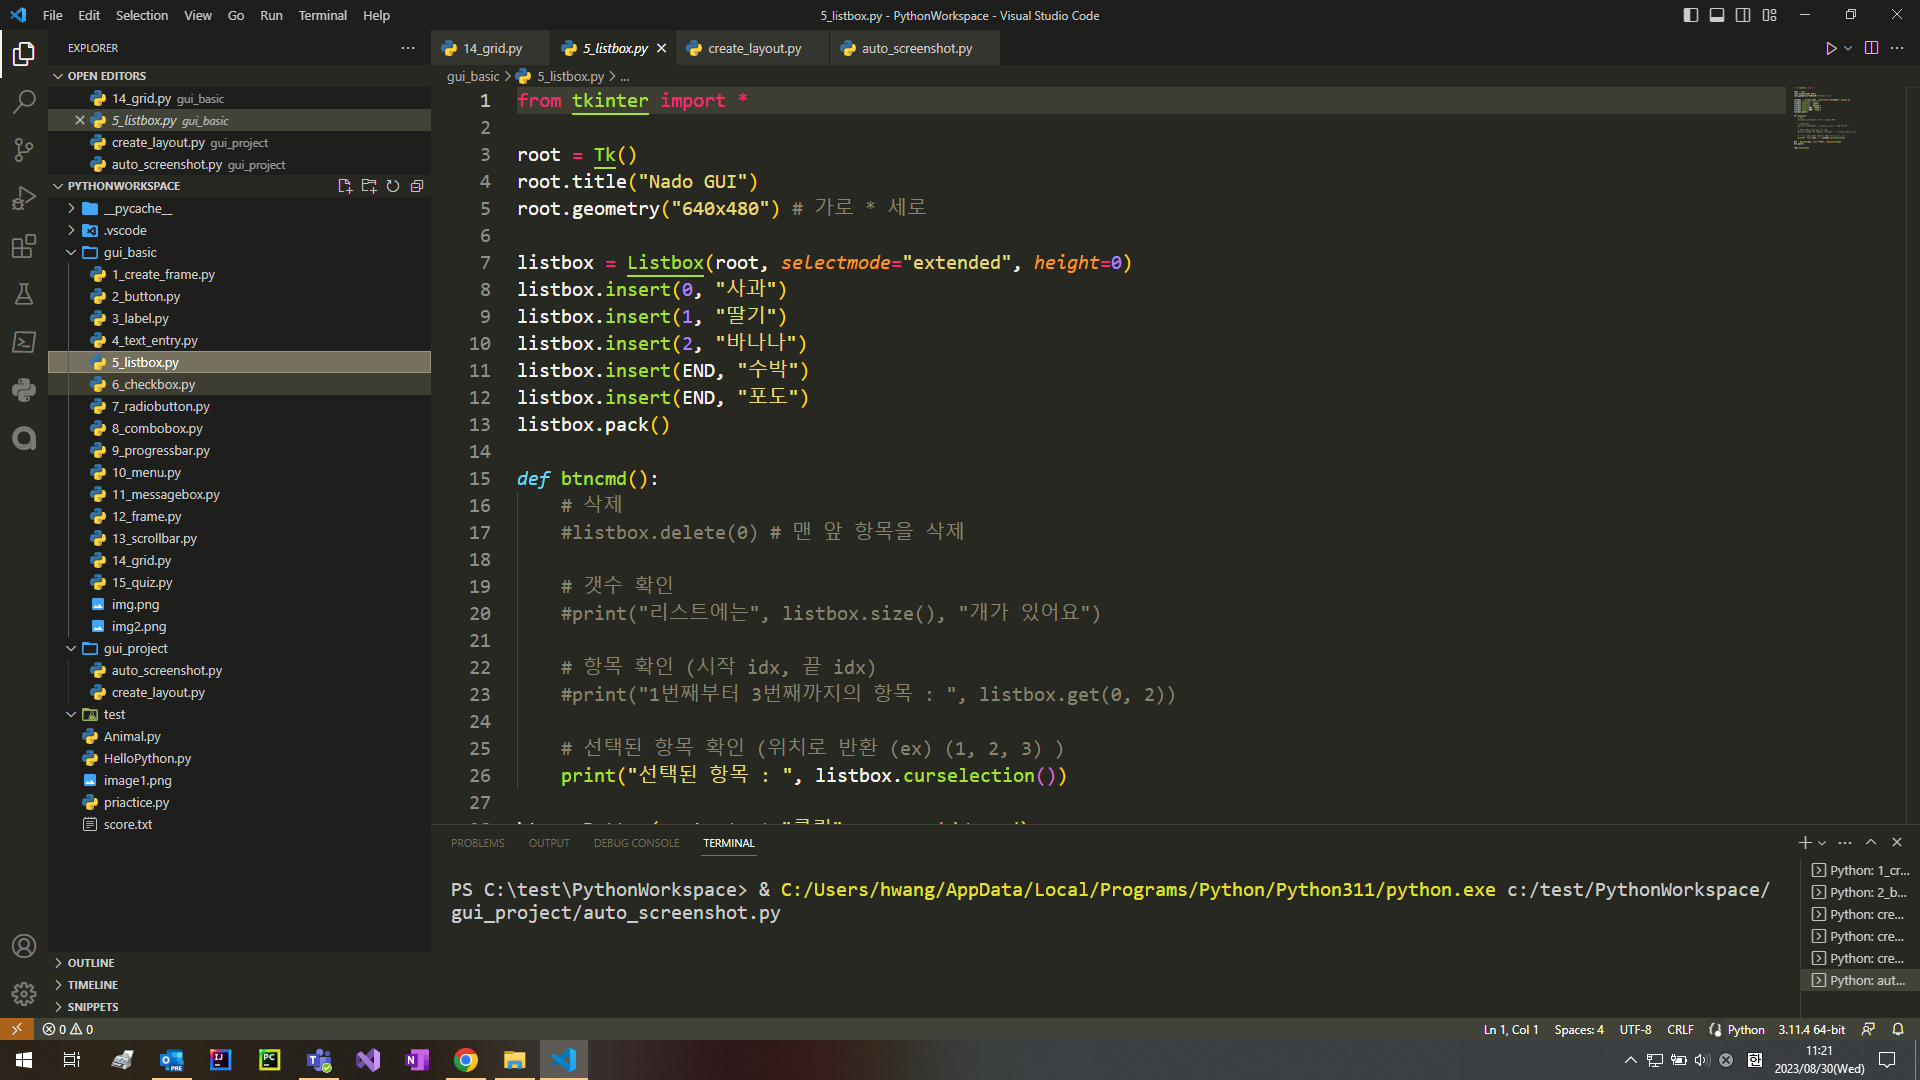 File Edit Selection View Go Run Terminal Help
5_listbox.py - PythonWorkspace - Visual Studio Code
EXPLORER
OPEN EDITORS
14_grid.py gui_basic
5_listbox.py gui_basic
create_layout.py gui_project
auto_screenshot.py gui_project
PYTHONWORKSPACE
__pycache__
.vscode
gui_basic
1_create_frame.py
2_button.py
3_label.py
4_text_entry.py
5_listbox.py
6_checkbox.py
7_radiobutton.py
8_combobox.py
9_progressbar.py
10_menu.py
11_messagebox.py
12_frame.py
13_scrollbar.py
14_grid.py
15_quiz.py
img.png
img2.png
gui_project
auto_screenshot.py
create_layout.py
test
Animal.py
HelloPython.py
image1.png
priactice.py
score.txt
OUTLINE
TIMELINE
SNIPPETS
14_grid.py 5_listbox.py create_layout.py auto_screenshot.py
gui_basic > 5_listbox.py > ...
1 from tkinter import *
2
3 root = Tk()
4 root.title("Nado GUI")
5 root.geometry("640x480") # 가로 * 세로
6
7 listbox = Listbox(root, selectmode="extended", height=0)
8 listbox.insert(0, "사과")
9 listbox.insert(1, "딸기")
10 listbox.insert(2, "바나나")
11 listbox.insert(END, "수박")
12 listbox.insert(END, "포도")
13 listbox.pack()
14
15 def btncmd():
16 # 삭제
17 #listbox.delete(0) # 맨 앞 항목을 삭제
18
19 # 갯수 확인
20 #print("리스트에는", listbox.size(), "개가 있어요")
21
22 # 항목 확인 (시작 idx, 끝 idx)
23 #print("1번째부터 3번째까지의 항목 : ", listbox.get(0, 2))
24
25 # 선택된 항목 확인 (위치로 반환 (ex) (1, 2, 3) )
26 print("선택된 항목 : ", listbox.curselection())
27
PROBLEMS OUTPUT DEBUG CONSOLE TERMINAL
PS C:\test\PythonWorkspace> & C:/Users/hwang/AppData/Local/Programs/Python/Python311/python.exe c:/test/PythonWorkspace/
gui_project/auto_screenshot.py
Python: 1_cr...
Python: 2_b...
Python: cre...
Python: cre...
Python: cre...
Python: aut...
0 0
Ln 1, Col 1 Spaces: 4 UTF-8 CRLF Python 3.11.4 64-bit
11:21
2023/08/30(Wed)